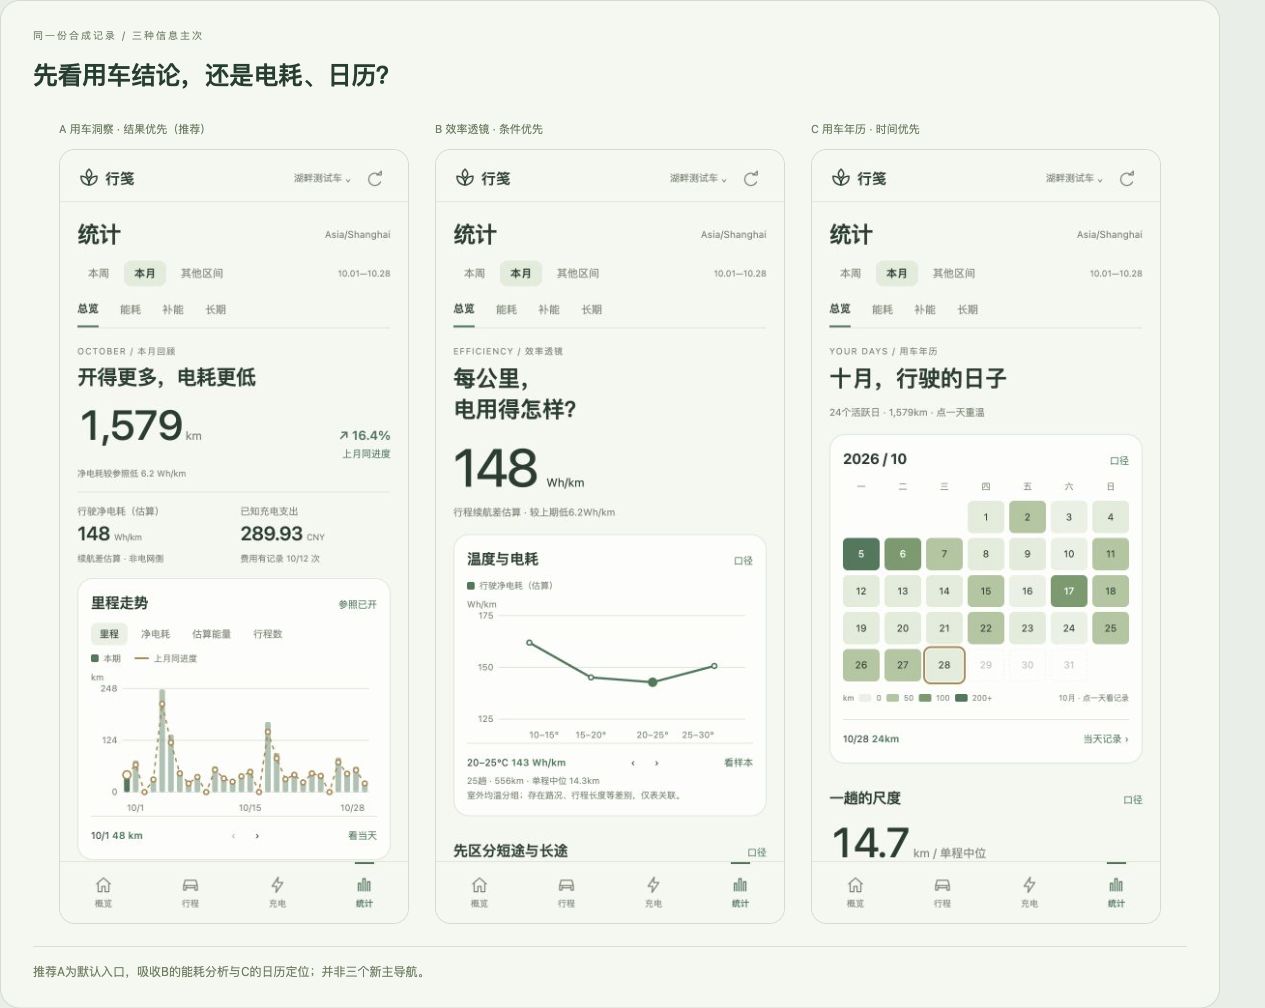 同一份合成记录 / 三种信息主次
先看用车结论，还是电耗、日历？
A 用车洞察 · 结果优先（推荐）
行笺
湖畔测试车
统计
Asia/Shanghai
本周 本月 其他区间 10.01—10.28
总览 能耗 补能 长期
OCTOBER / 本月回顾
开得更多，电耗更低
1,579 km
↗ 16.4%
上月同进度
净电耗较参照低 6.2 Wh/km
行驶净电耗（估算） 已知充电支出
148 Wh/km 289.93 CNY
续航差估算 · 非电网侧 费用有记录 10/12 次
里程走势 参照已开
里程 净电耗 估算能量 行程数
本期 上月同进度
km
248
124
0
10/1 10/15 10/28
10/1 48 km ‹ › 看当天
概览 行程 充电 统计
B 效率透镜 · 条件优先
行笺
湖畔测试车
统计
Asia/Shanghai
本周 本月 其他区间 10.01—10.28
总览 能耗 补能 长期
EFFICIENCY / 效率透镜
每公里，
电用得怎样？
148 Wh/km
行程续航差估算 · 较上期低6.2Wh/km
温度与电耗 口径
行驶净电耗（估算）
Wh/km
175
150
125
10–15° 15–20° 20–25° 25–30°
20–25°C 143 Wh/km ‹ › 看样本
25趟 · 556km · 单程中位 14.3km
室外均温分组；存在路况、行程长度等差别，仅表关联。
先区分短途与长途 口径
概览 行程 充电 统计
C 用车年历 · 时间优先
行笺
湖畔测试车
统计
Asia/Shanghai
本周 本月 其他区间 10.01—10.28
总览 能耗 补能 长期
YOUR DAYS / 用车年历
十月，行驶的日子
24个活跃日 · 1,579km · 点一天重温
2026 / 10 口径
一 二 三 四 五 六 日
1 2 3 4
5 6 7 8 9 10 11
12 13 14 15 16 17 18
19 20 21 22 23 24 25
26 27 28 29 30 31
km 0 50 100 200+ 10月 · 点一天看记录
10/28 24km 当天记录 ›
一趟的尺度 口径
14.7 km / 单程中位
概览 行程 充电 统计
推荐A为默认入口，吸收B的能耗分析与C的日历定位；并非三个新主导航。